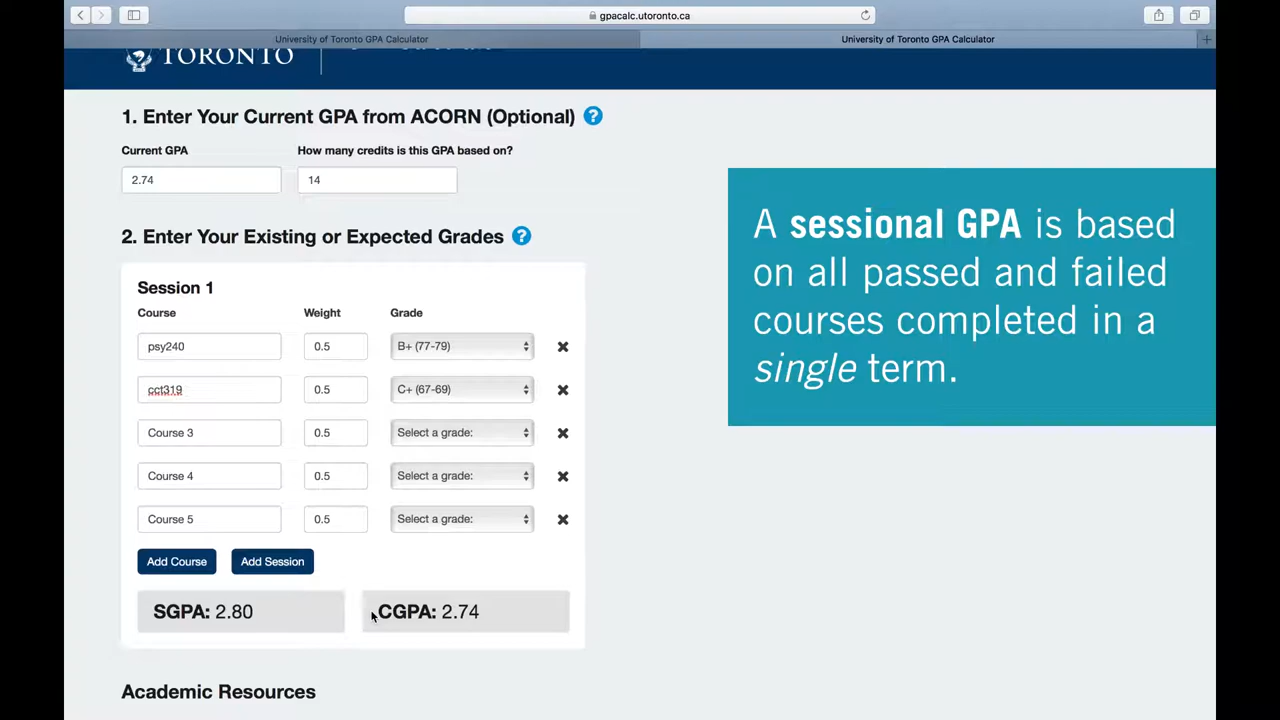 gpacalc.utoronto.ca
University of Toronto GPA Calculator
University of Toronto GPA Calculator
TORONTO
1. Enter Your Current GPA from ACORN (Optional) ?
Current GPA
How many credits is this GPA based on?
2.74
14
2. Enter Your Existing or Expected Grades ?
Session 1
Course Weight Grade
psy240 0.5 B+ (77-79)
cct319 0.5 C+ (67-69)
Course 3 0.5 Select a grade:
Course 4 0.5 Select a grade:
Course 5 0.5 Select a grade:
Add Course Add Session
SGPA: 2.80 CGPA: 2.74
Academic Resources
A sessional GPA is based
on all passed and failed
courses completed in a
single term.